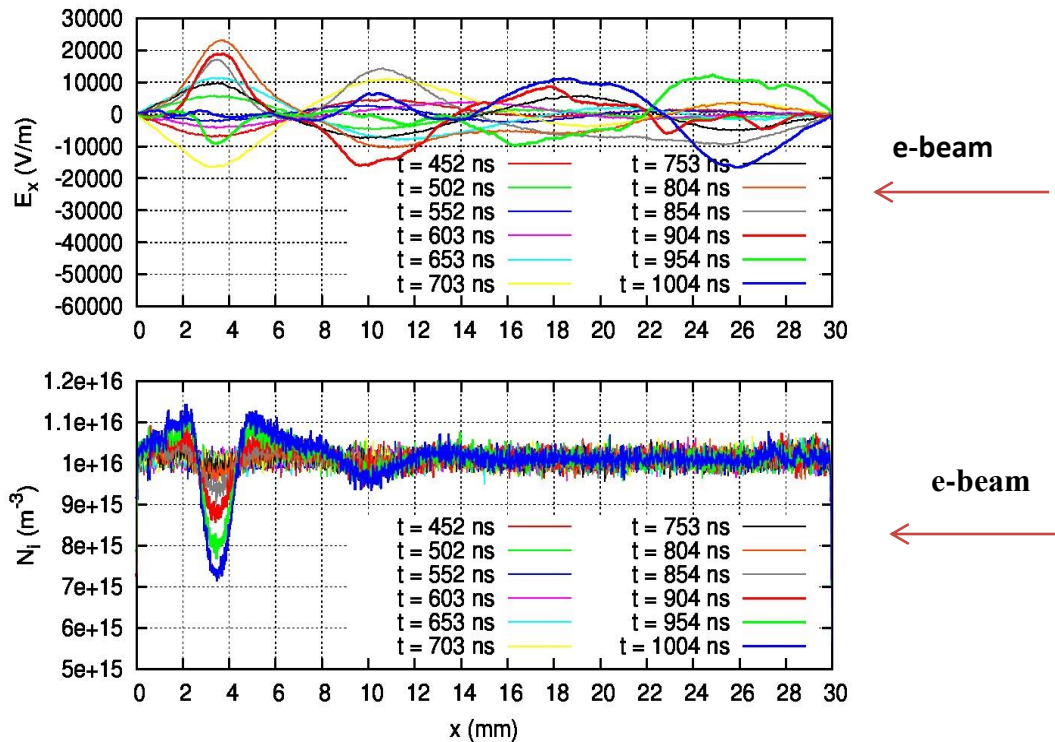 30000
20000
10000
0
-10000
-20000
-30000
-40000
-50000
-60000
Eₓ (V/m)
t = 452 ns t = 753 ns
t = 502 ns t = 804 ns
t = 552 ns t = 854 ns
t = 603 ns t = 904 ns
t = 653 ns t = 954 ns
t = 703 ns t = 1004 ns
0 2 4 6 8 10 12 14 16 18 20 22 24 26 28 30
e-beam
1.2e+16
1.1e+16
1e+16
9e+15
8e+15
7e+15
6e+15
5e+15
Nᵢ (m⁻³)
t = 452 ns t = 753 ns
t = 502 ns t = 804 ns
t = 552 ns t = 854 ns
t = 603 ns t = 904 ns
t = 653 ns t = 954 ns
t = 703 ns t = 1004 ns
0 2 4 6 8 10 12 14 16 18 20 22 24 26 28 30
x (mm)
e-beam